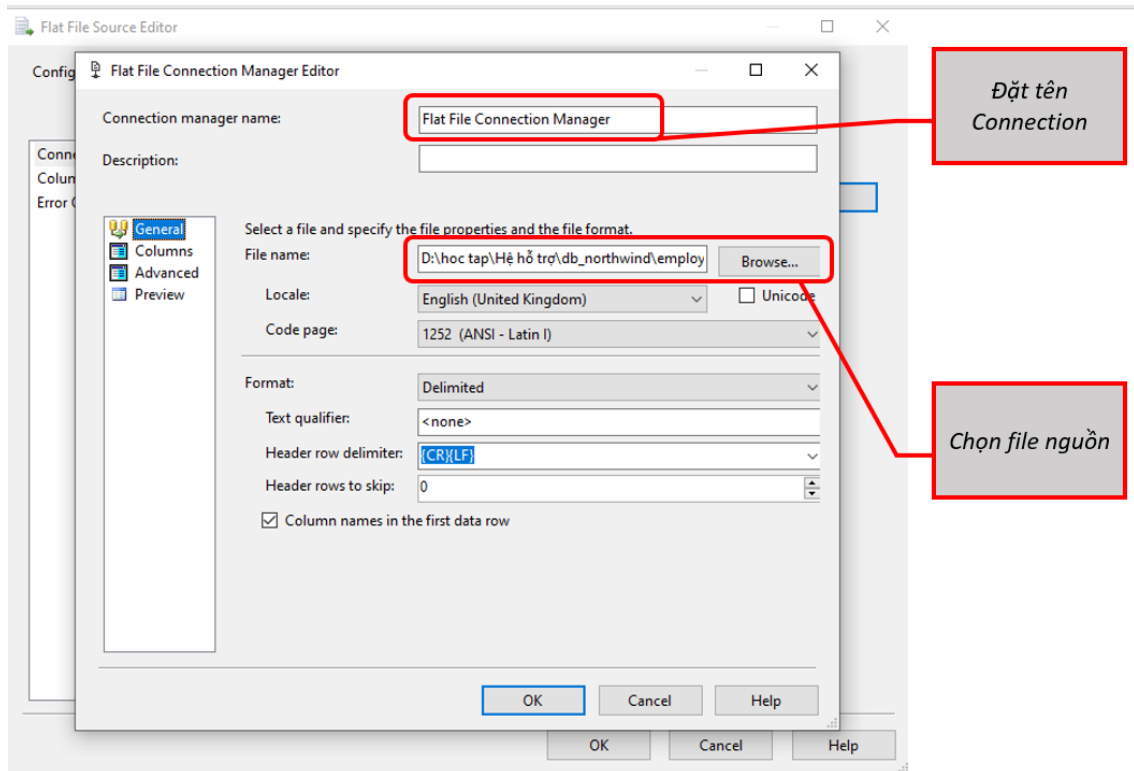 Flat File Source Editor
Config
Flat File Connection Manager Editor
Connection manager name:
Flat File Connection Manager
Description:
Đặt tên
Connection
Conne
Colum
Error
General
Columns
Advanced
Preview
Select a file and specify the file properties and the file format.
File name:
D:\hoc tap\Hệ hỗ trợ\db_northwind\employ
Browse...
Locale:
English (United Kingdom)
Unicode
Code page:
1252 (ANSI - Latin I)
Format:
Delimited
Text qualifier:
<none>
Header row delimiter:
{CR}{LF}
Header rows to skip:
0
Column names in the first data row
Chọn file nguồn
OK
Cancel
Help
OK
Cancel
Help